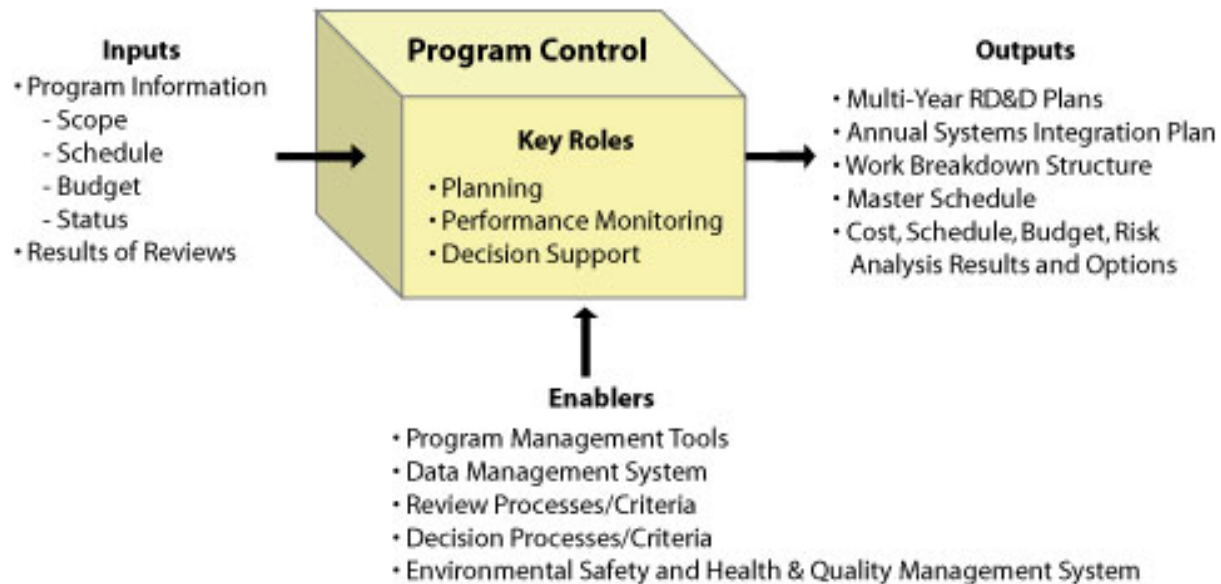 Inputs
• Program Information
- Scope
- Schedule
- Budget
- Status
• Results of Reviews
Program Control
Key Roles
• Planning
• Performance Monitoring
• Decision Support
Outputs
• Multi-Year RD&D Plans
• Annual Systems Integration Plan
• Work Breakdown Structure
• Master Schedule
• Cost, Schedule, Budget, Risk
Analysis Results and Options
Enablers
• Program Management Tools
• Data Management System
• Review Processes/Criteria
• Decision Processes/Criteria
• Environmental Safety and Health & Quality Management System